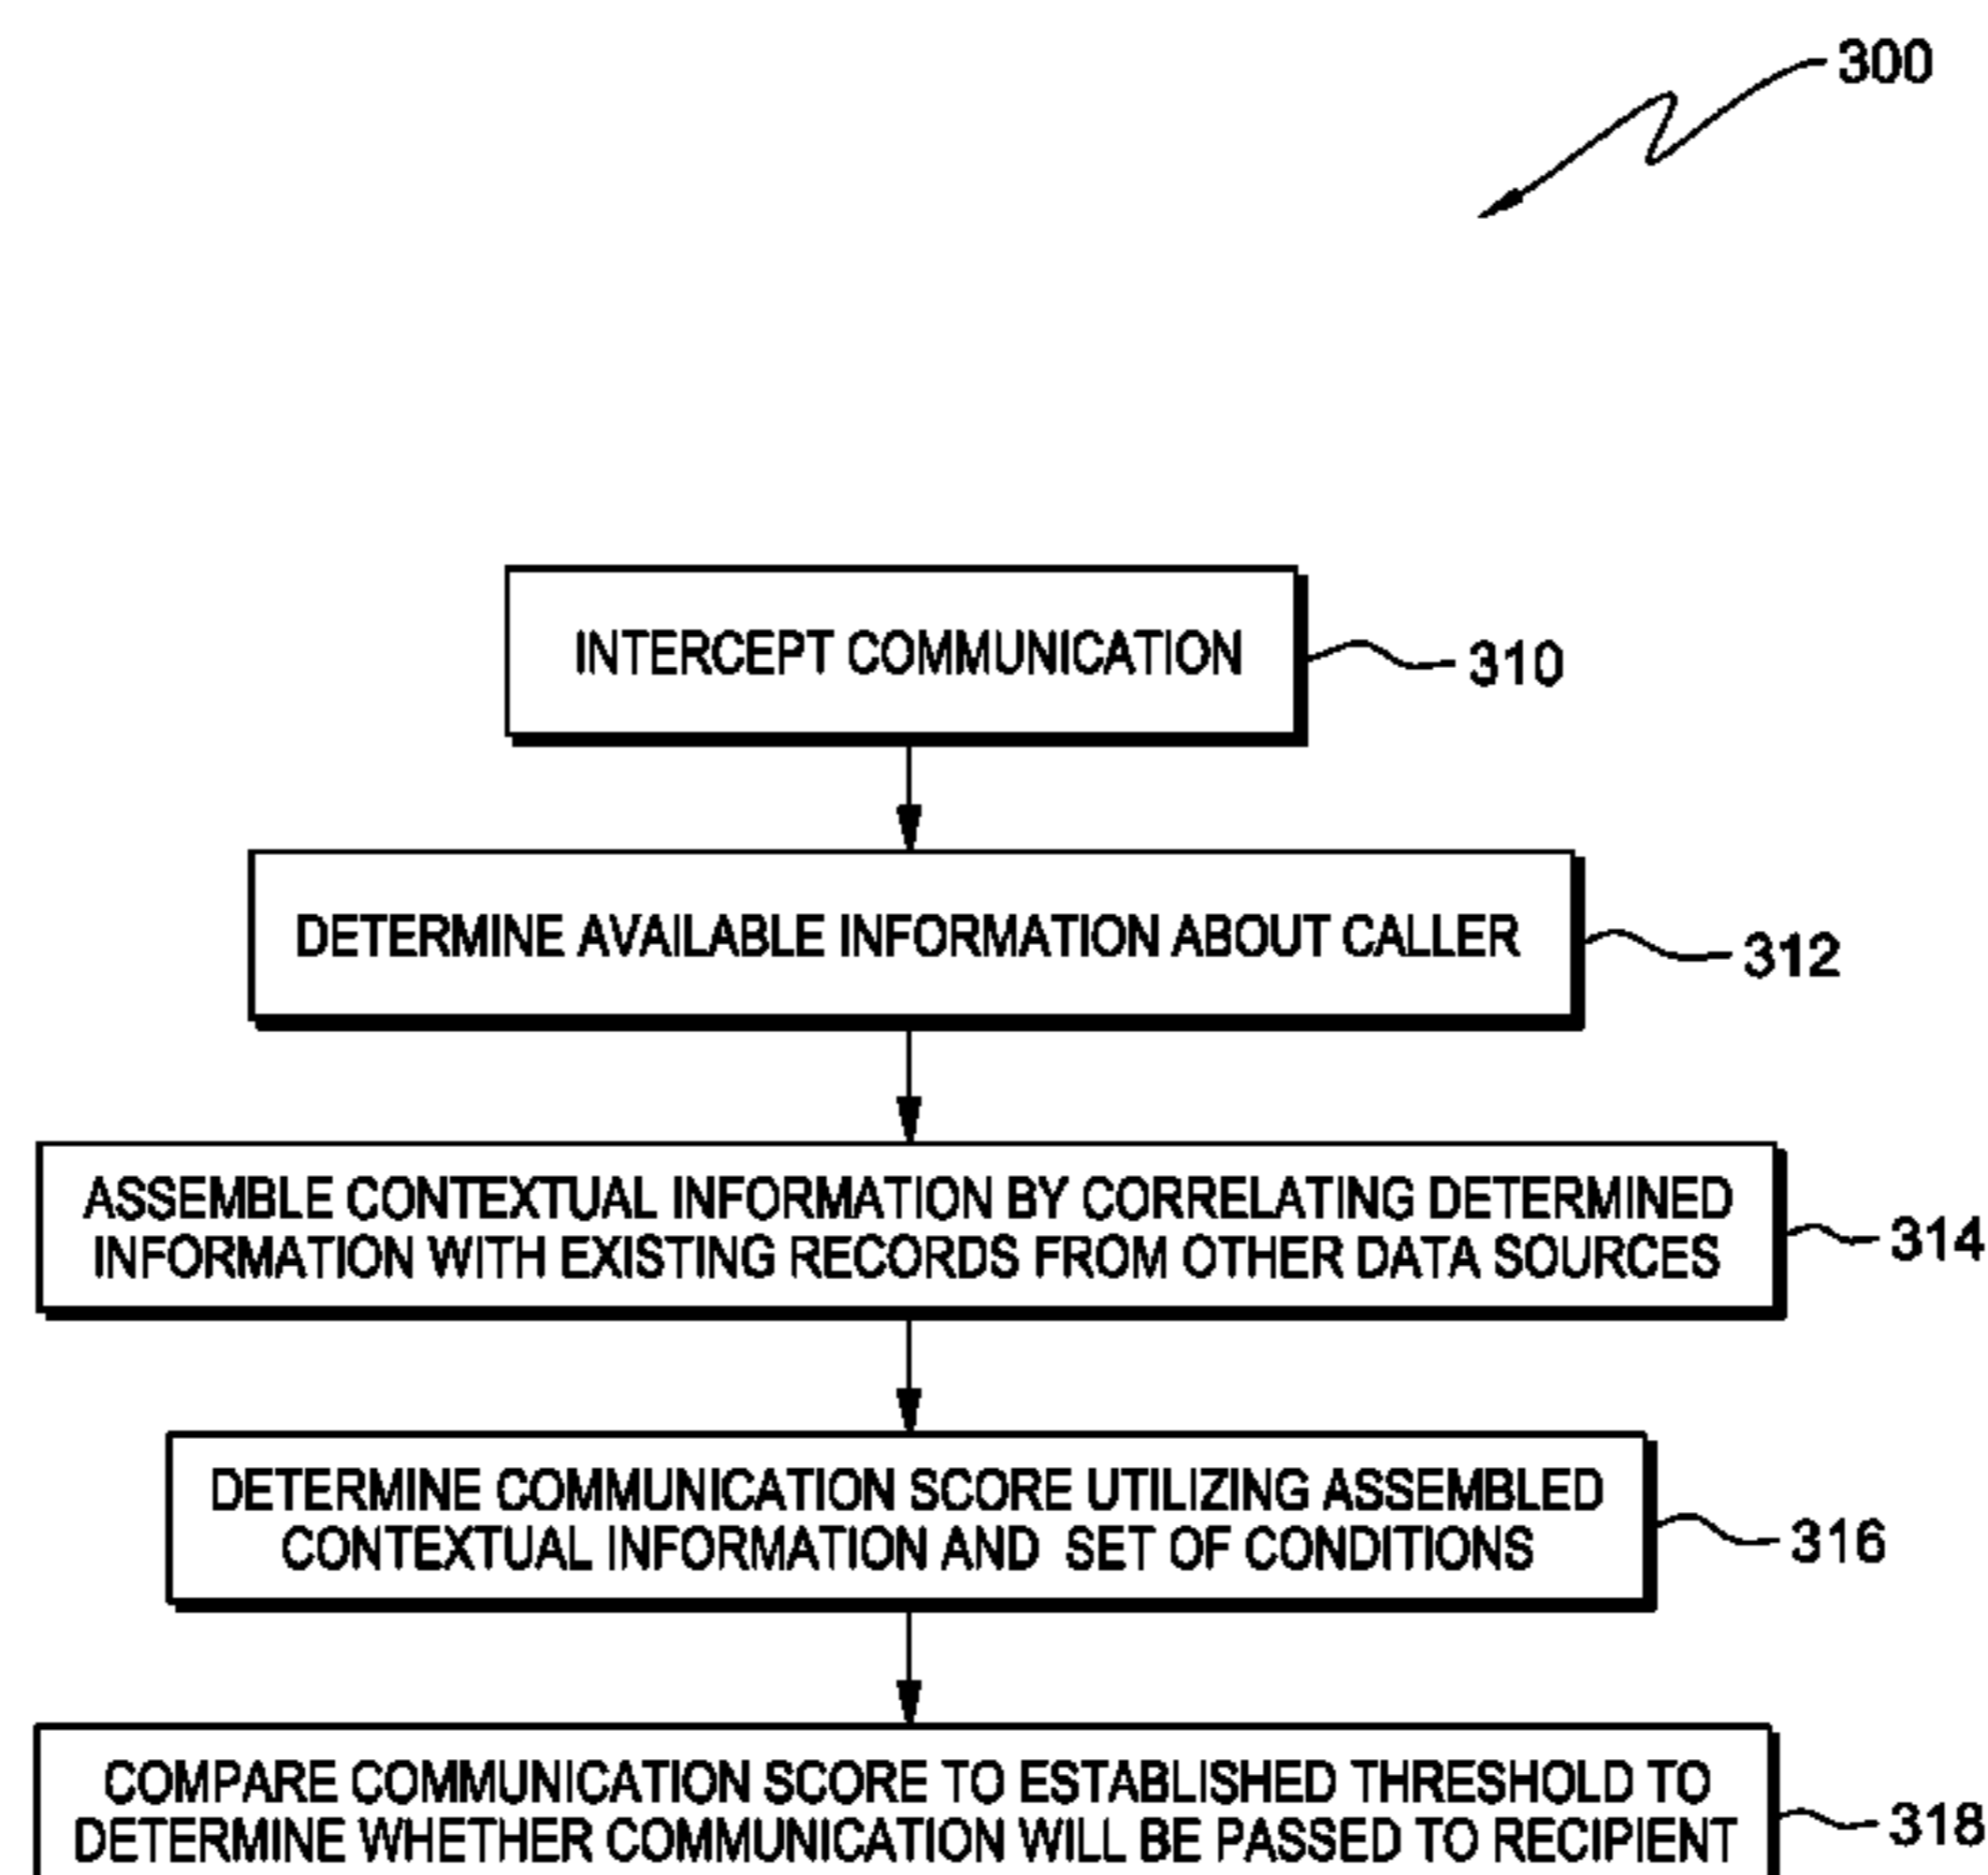 300
INTERCEPT COMMUNICATION
310
DETERMINE AVAILABLE INFORMATION ABOUT CALLER
312
ASSEMBLE CONTEXTUAL INFORMATION BY CORRELATING DETERMINED
INFORMATION WITH EXISTING RECORDS FROM OTHER DATA SOURCES
314
DETERMINE COMMUNICATION SCORE UTILIZING ASSEMBLED
CONTEXTUAL INFORMATION AND SET OF CONDITIONS
316
COMPARE COMMUNICATION SCORE TO ESTABLISHED THRESHOLD TO
DETERMINE WHETHER COMMUNICATION WILL BE PASSED TO RECIPIENT
318